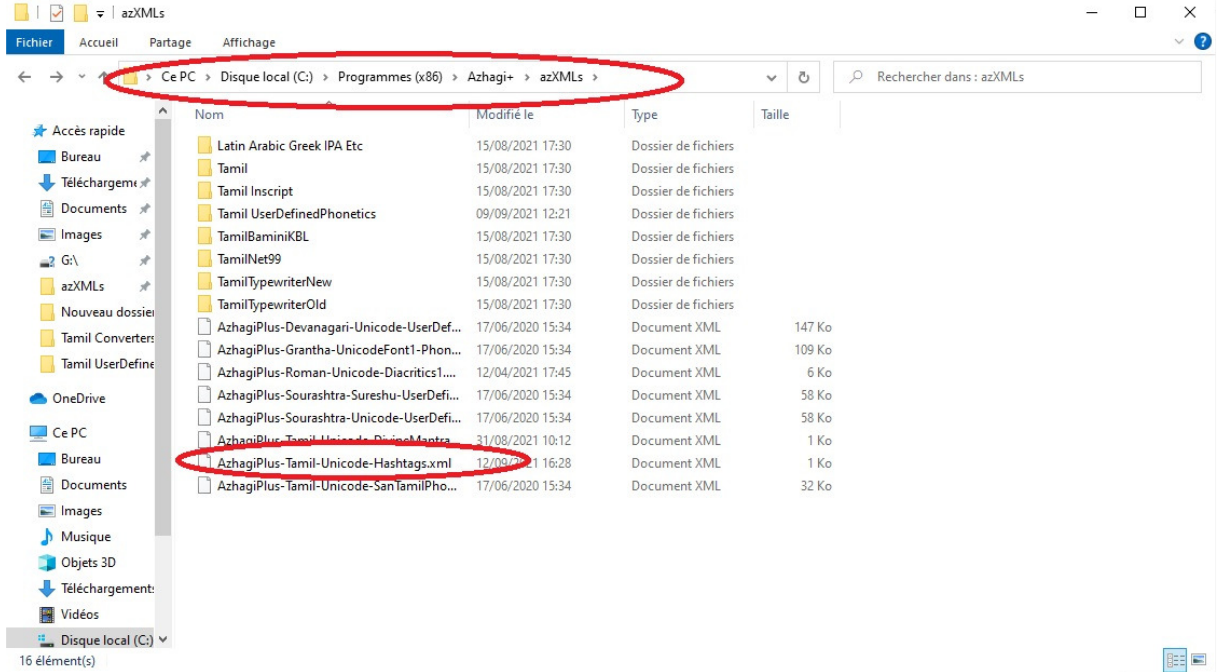 azXMLs
Fichier Accueil Partage Affichage
Ce PC > Disque local (C:) > Programmes (x86) > Azhagi+ > azXMLs >
Rechercher dans : azXMLs
Nom Modifié le Type Taille
Accès rapide
Bureau
Téléchargeme
Documents
Images
G:\
azXMLs
Nouveau dossier
Tamil Converters
Tamil UserDefine
OneDrive
Ce PC
Bureau
Documents
Images
Musique
Objets 3D
Téléchargements
Vidéos
Disque local (C:)
Latin Arabic Greek IPA Etc 15/08/2021 17:30 Dossier de fichiers
Tamil 15/08/2021 17:30 Dossier de fichiers
Tamil Inscript 15/08/2021 17:30 Dossier de fichiers
Tamil UserDefinedPhonetics 09/09/2021 12:21 Dossier de fichiers
TamilBaminiKBL 15/08/2021 17:30 Dossier de fichiers
TamilNet99 15/08/2021 17:30 Dossier de fichiers
TamilTypewriterNew 15/08/2021 17:30 Dossier de fichiers
TamilTypewriterOld 15/08/2021 17:30 Dossier de fichiers
AzhagiPlus-Devanagari-Unicode-UserDef... 17/06/2020 15:34 Document XML 147 Ko
AzhagiPlus-Grantha-UnicodeFont1-Phon... 17/06/2020 15:34 Document XML 109 Ko
AzhagiPlus-Roman-Unicode-Diacritics1.... 12/04/2021 17:45 Document XML 6 Ko
AzhagiPlus-Sourashtra-Sureshu-UserDefi... 17/06/2020 15:34 Document XML 58 Ko
AzhagiPlus-Sourashtra-Unicode-UserDefi... 17/06/2020 15:34 Document XML 58 Ko
AzhagiPlus-Tamil-Unicode-DivineMantra... 31/08/2021 10:12 Document XML 1 Ko
AzhagiPlus-Tamil-Unicode-Hashtags.xml 12/09/2021 16:28 Document XML 1 Ko
AzhagiPlus-Tamil-Unicode-SanTamilPho... 17/06/2020 15:34 Document XML 32 Ko
16 élément(s)